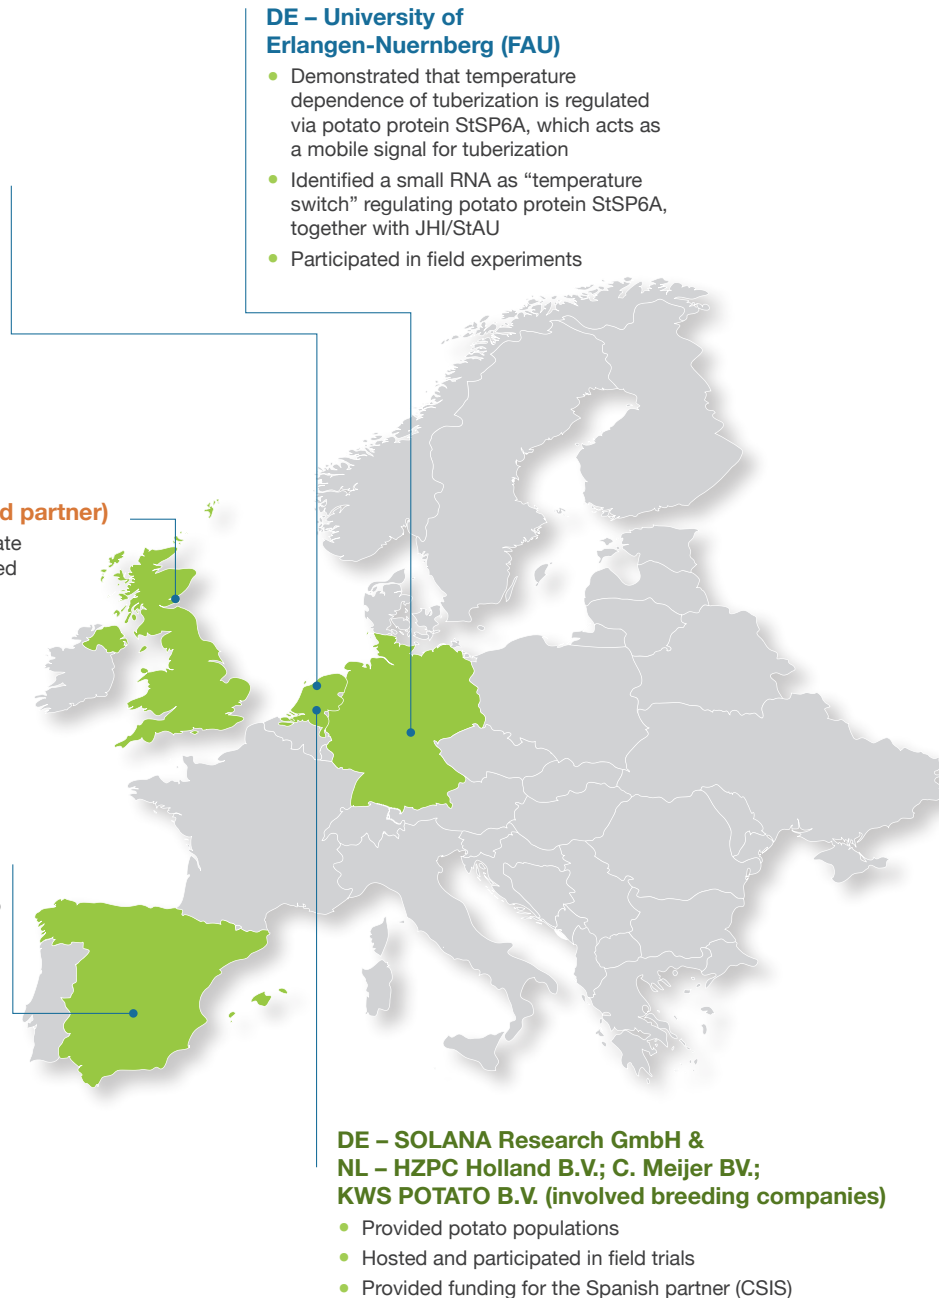 DE – University of
Erlangen-Nuernberg (FAU)
• Demonstrated that temperature
dependence of tuberization is regulated
via potato protein StSP6A, which acts as
a mobile signal for tuberization
• Identified a small RNA as “temperature
switch” regulating potato protein StSP6A,
together with JHI/StAU
• Participated in field experiments
d partner)
ate
ed
DE – SOLANA Research GmbH &
NL – HZPC Holland B.V.; C. Meijer BV.;
KWS POTATO B.V. (involved breeding companies)
• Provided potato populations
• Hosted and participated in field trials
• Provided funding for the Spanish partner (CSIS)